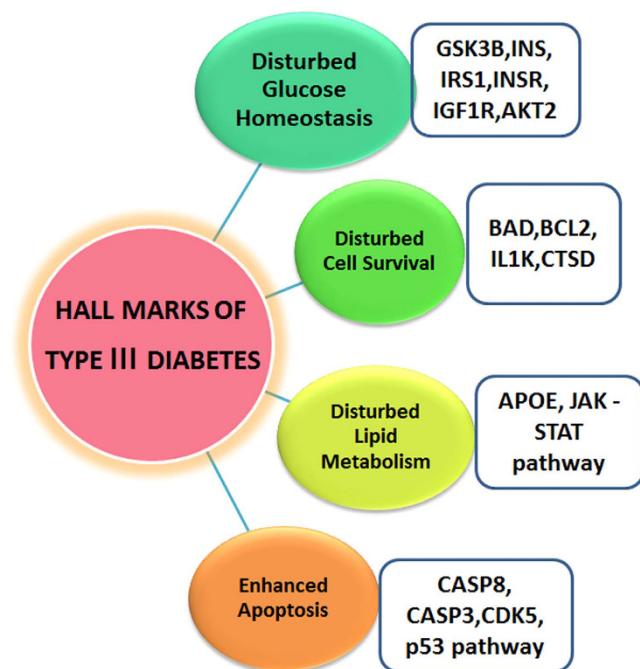 HALL MARKS OF
TYPE III DIABETES
Disturbed
Glucose
Homeostasis
GSK3B,INS,
IRS1,INSR,
IGF1R,AKT2
Disturbed
Cell Survival
BAD,BCL2,
IL1K,CTSD
Disturbed
Lipid
Metabolism
APOE, JAK -
STAT
pathway
Enhanced
Apoptosis
CASP8,
CASP3,CDK5,
p53 pathway